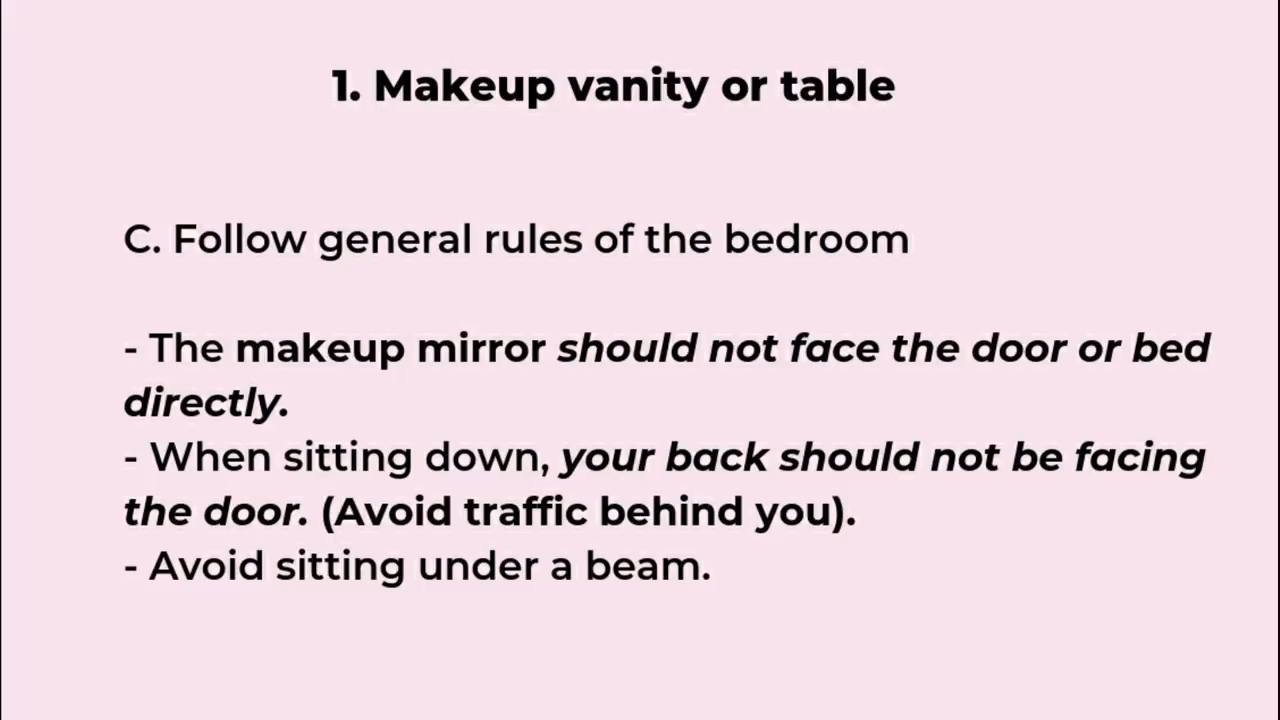 1. Makeup vanity or table
C. Follow general rules of the bedroom
- The makeup mirror should not face the door or bed
directly.
- When sitting down, your back should not be facing
the door. (Avoid traffic behind you).
- Avoid sitting under a beam.